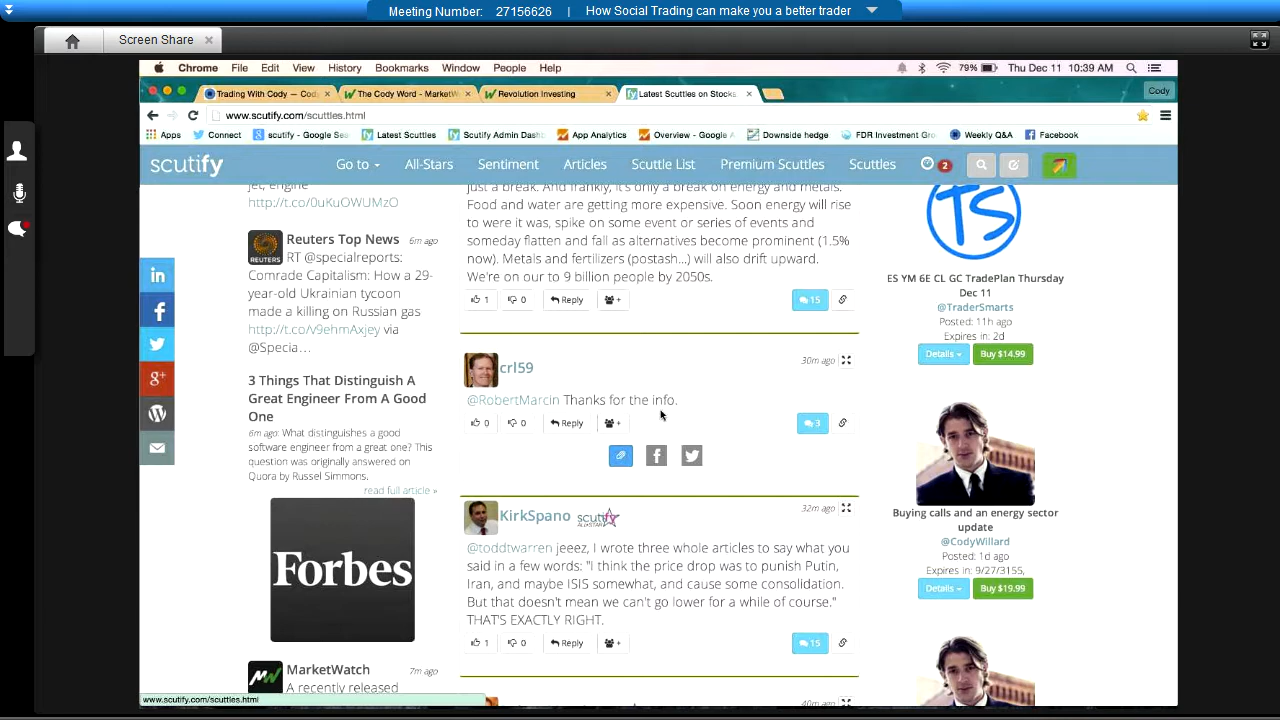 Meeting Number: 27156626 | How Social Trading can make you a better trader
Screen Share
Chrome File Edit View History Bookmarks Window People Help 79% Thu Dec 11 10:39 AM
Trading With Cody — Cod
The Cody Word - MarketW
Revolution Investing
Latest Scuttles on Stocks,
Cody
www.scutify.com/scuttles.html
Apps Connect scutify - Google Sea Latest Scuttles Scutify Admin Dash App Analytics Overview - Google A Downside hedge FDR Investment Gro Weekly Q&A Facebook
scutify Go to All-Stars Sentiment Articles Scuttle List Premium Scuttles Scuttles 2
jet, engine
http://t.co/0uKuOWUMzO
Reuters Top News 6m ago
REUTERS
RT @specialreports:
Comrade Capitalism: How a 29-
year-old Ukrainian tycoon
made a killing on Russian gas
http://t.co/v9ehmAxjey via
@Specia…
3 Things That Distinguish A
Great Engineer From A Good
One
6m ago: What distinguishes a good
software engineer from a great one? This
question was originally answered on
Quora by Russel Simmons.
read full article »
Forbes
MarketWatch 7m ago
A recently released
just a break. And frankly, it's only a break on energy and metals.
Food and water are getting more expensive. Soon energy will rise
to were it was, spike on some event or series of events and
someday flatten and fall as alternatives become prominent (1.5%
now). Metals and fertilizers (postash...) will also drift upward.
We're on our to 9 billion people by 2050s.
1 0 Reply + 15
crl59 30m ago
@RobertMarcin Thanks for the info.
0 0 Reply + 3
KirkSpano scutify ALL-STAR 32m ago
@toddtwarren jeeez, I wrote three whole articles to say what you
said in a few words: "I think the price drop was to punish Putin,
Iran, and maybe ISIS somewhat, and cause some consolidation.
But that doesn't mean we can't go lower for a while of course."
THAT'S EXACTLY RIGHT.
1 0 Reply + 15
40m ago
TS
ES YM 6E CL GC TradePlan Thursday
Dec 11
@TraderSmarts
Posted: 11h ago
Expires in: 2d
Details Buy $14.99
Buying calls and an energy sector
update
@CodyWillard
Posted: 1d ago
Expires in: 9/27/3155,
Details Buy $19.99
www.scutify.com/scuttles.html